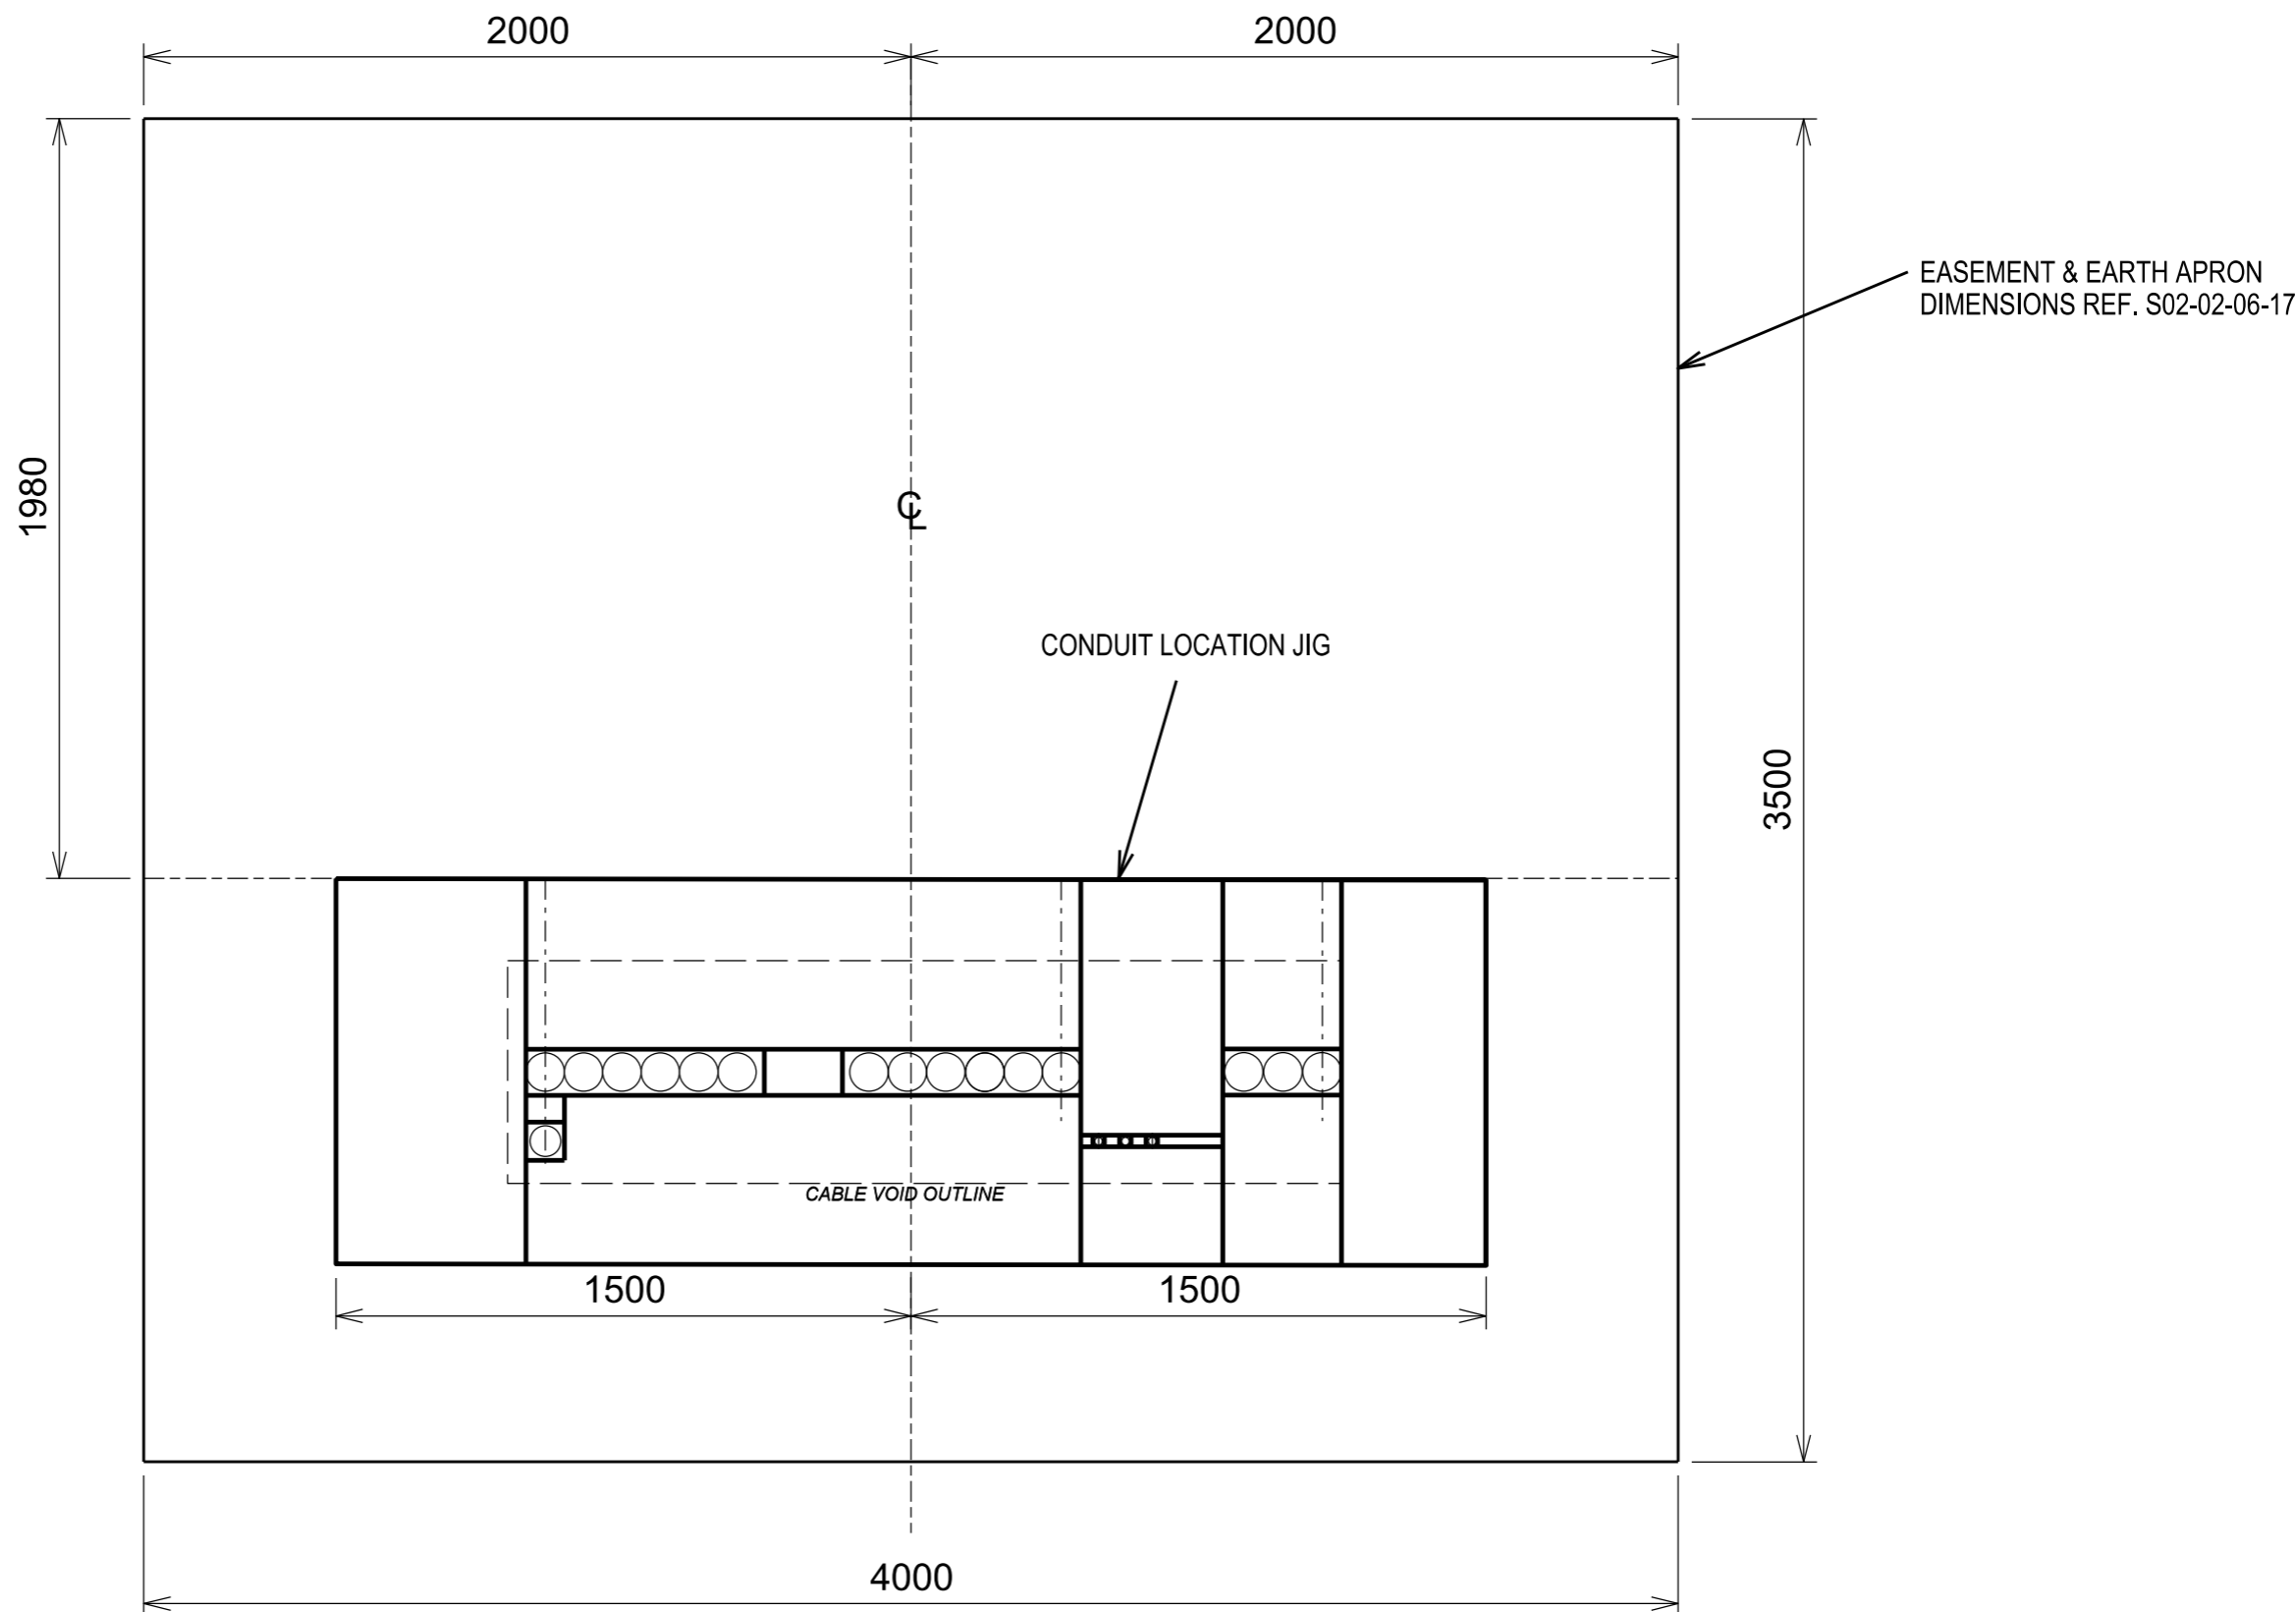 2000
2000
EASEMENT & EARTH APRON
DIMENSIONS REF. S02-02-06-17
1980
CL
CONDUIT LOCATION JIG
3500
CABLE VOID OUTLINE
1500
1500
4000